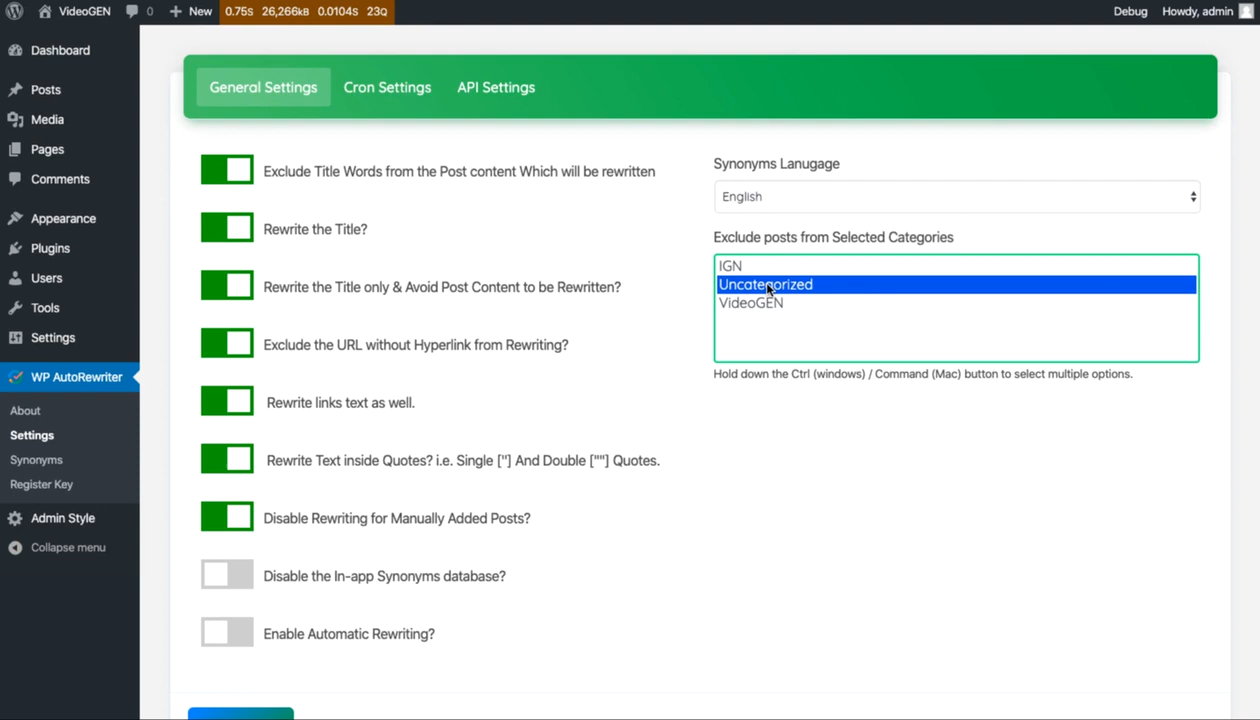 VideoGEN 0 New 0.75S 26,266KB 0.0104S 23Q Debug Howdy, admin
Dashboard
Posts
Media
Pages
Comments
Appearance
Plugins
Users
Tools
Settings
WP AutoRewriter
About
Settings
Synonyms
Register Key
Admin Style
Collapse menu
General Settings Cron Settings API Settings
Exclude Title Words from the Post content Which will be rewritten
Rewrite the Title?
Rewrite the Title only & Avoid Post Content to be Rewritten?
Exclude the URL without Hyperlink from Rewriting?
Rewrite links text as well.
Rewrite Text inside Quotes? i.e. Single ['] And Double [""] Quotes.
Disable Rewriting for Manually Added Posts?
Disable the In-app Synonyms database?
Enable Automatic Rewriting?
Synonyms Lanugage
English
Exclude posts from Selected Categories
IGN
Uncategorized
VideoGEN
Hold down the Ctrl (windows) / Command (Mac) button to select multiple options.